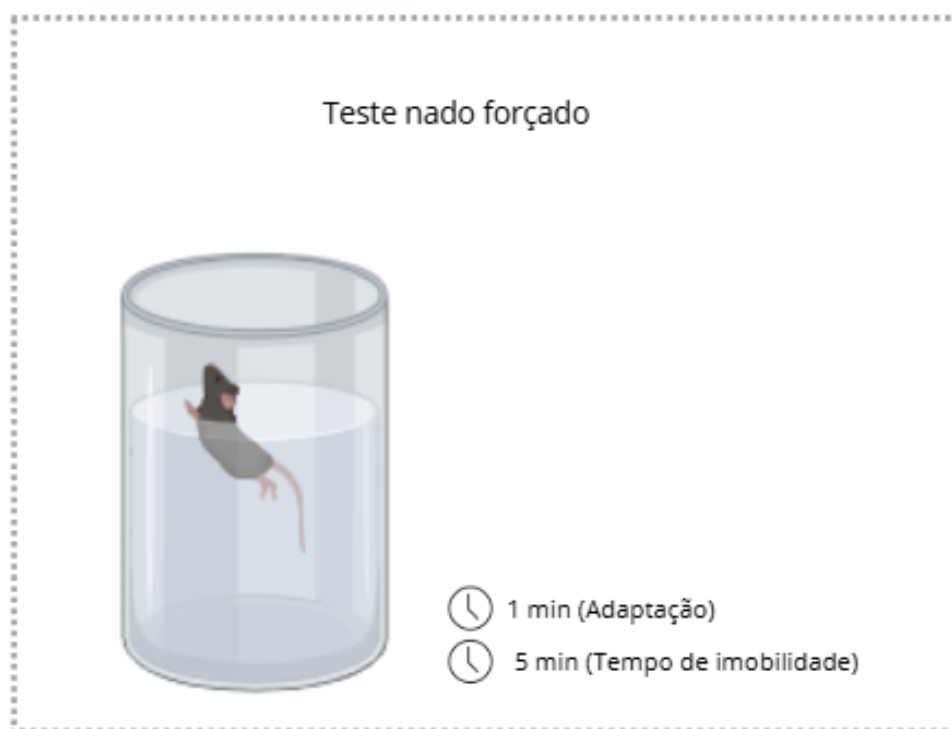 Teste nado forçado
1 min (Adaptação)
5 min (Tempo de imobilidade)